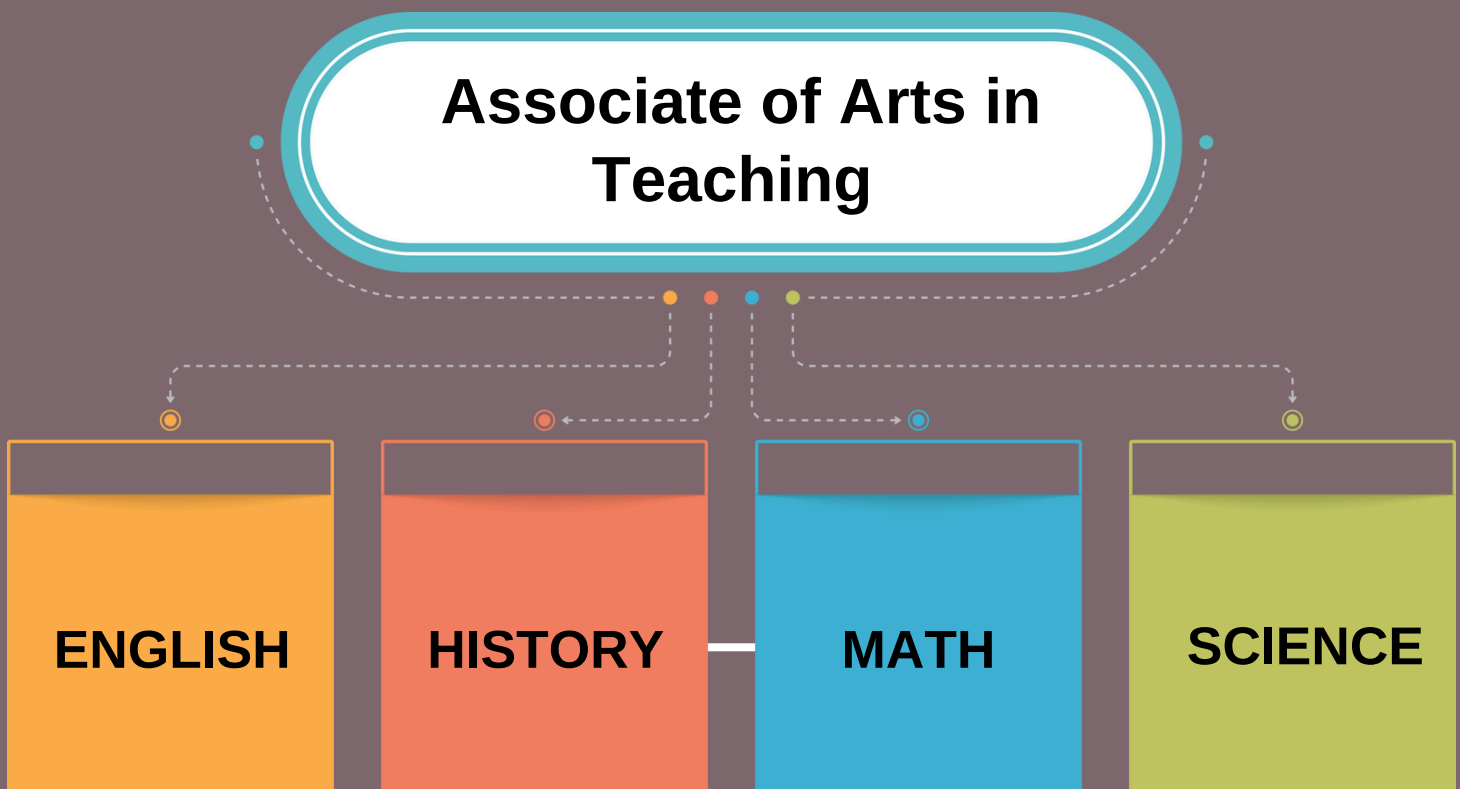 Associate of Arts in
Teaching
ENGLISH
HISTORY
MATH
SCIENCE